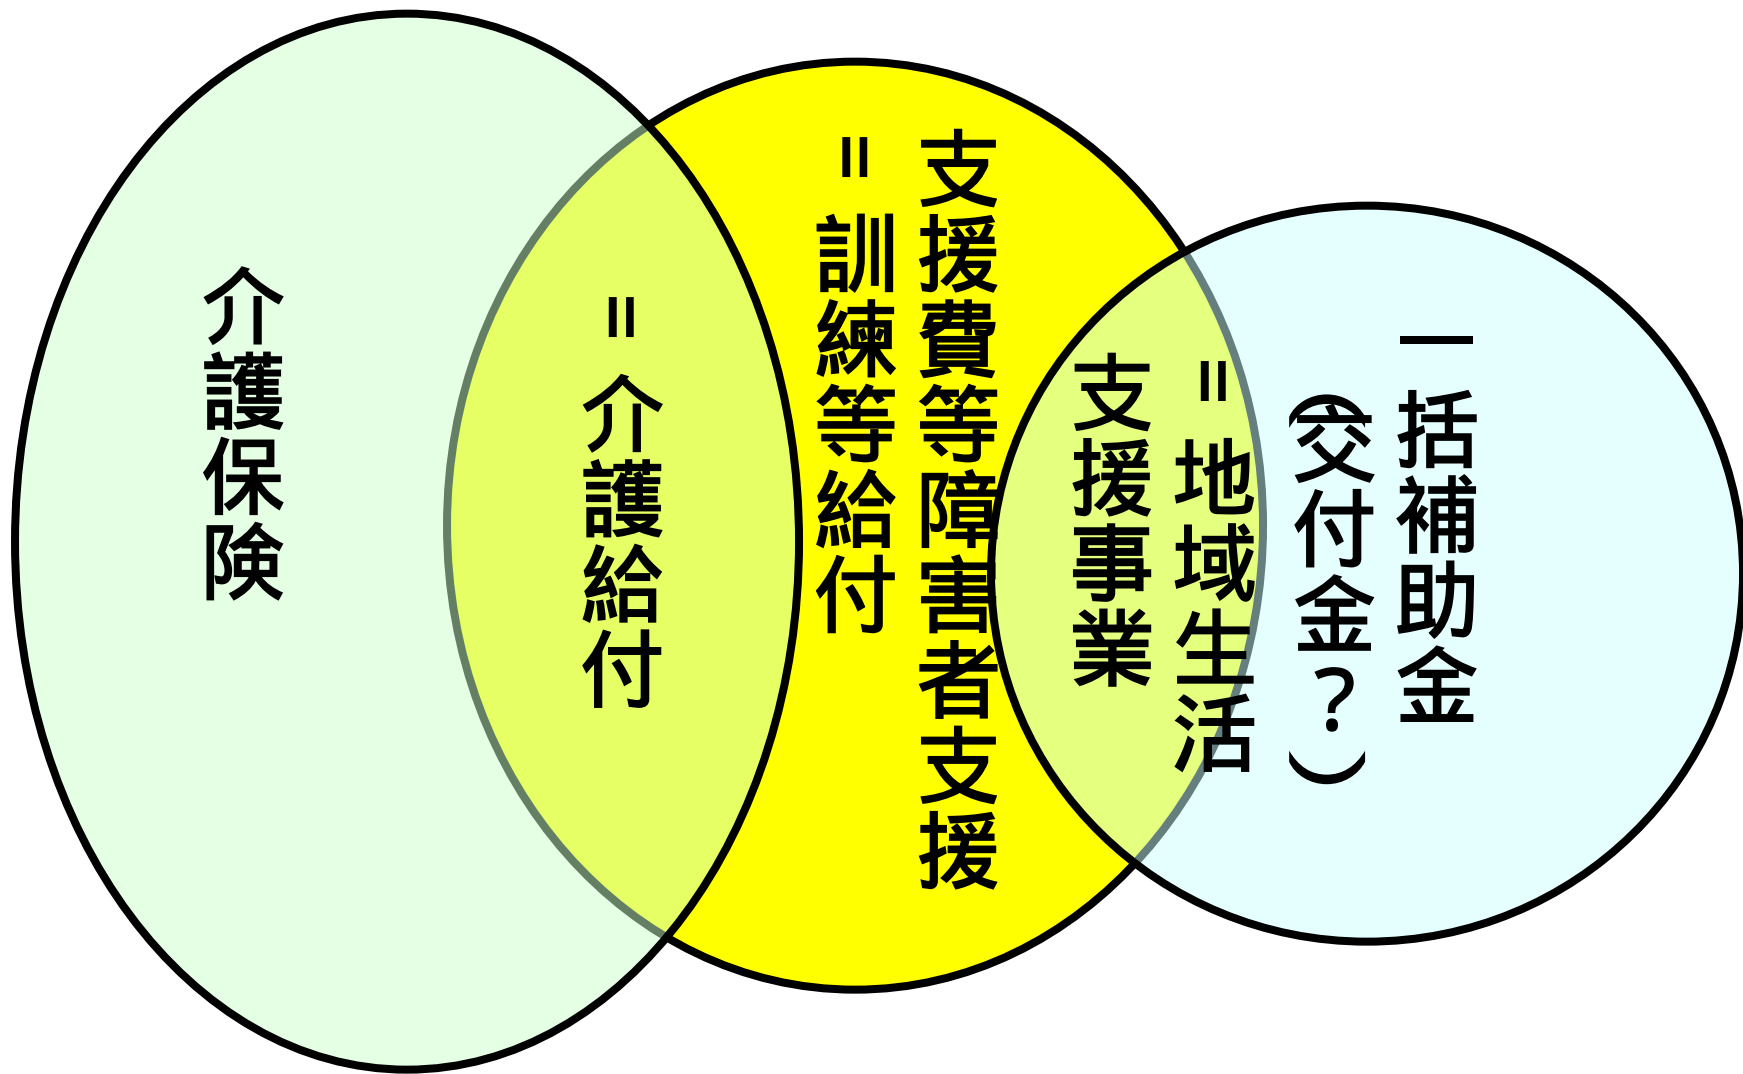 介護保険
＝介護給付
支援費等障害者支援
＝訓練等給付
＝地域生活
支援事業
一括補助金
（交付金？）